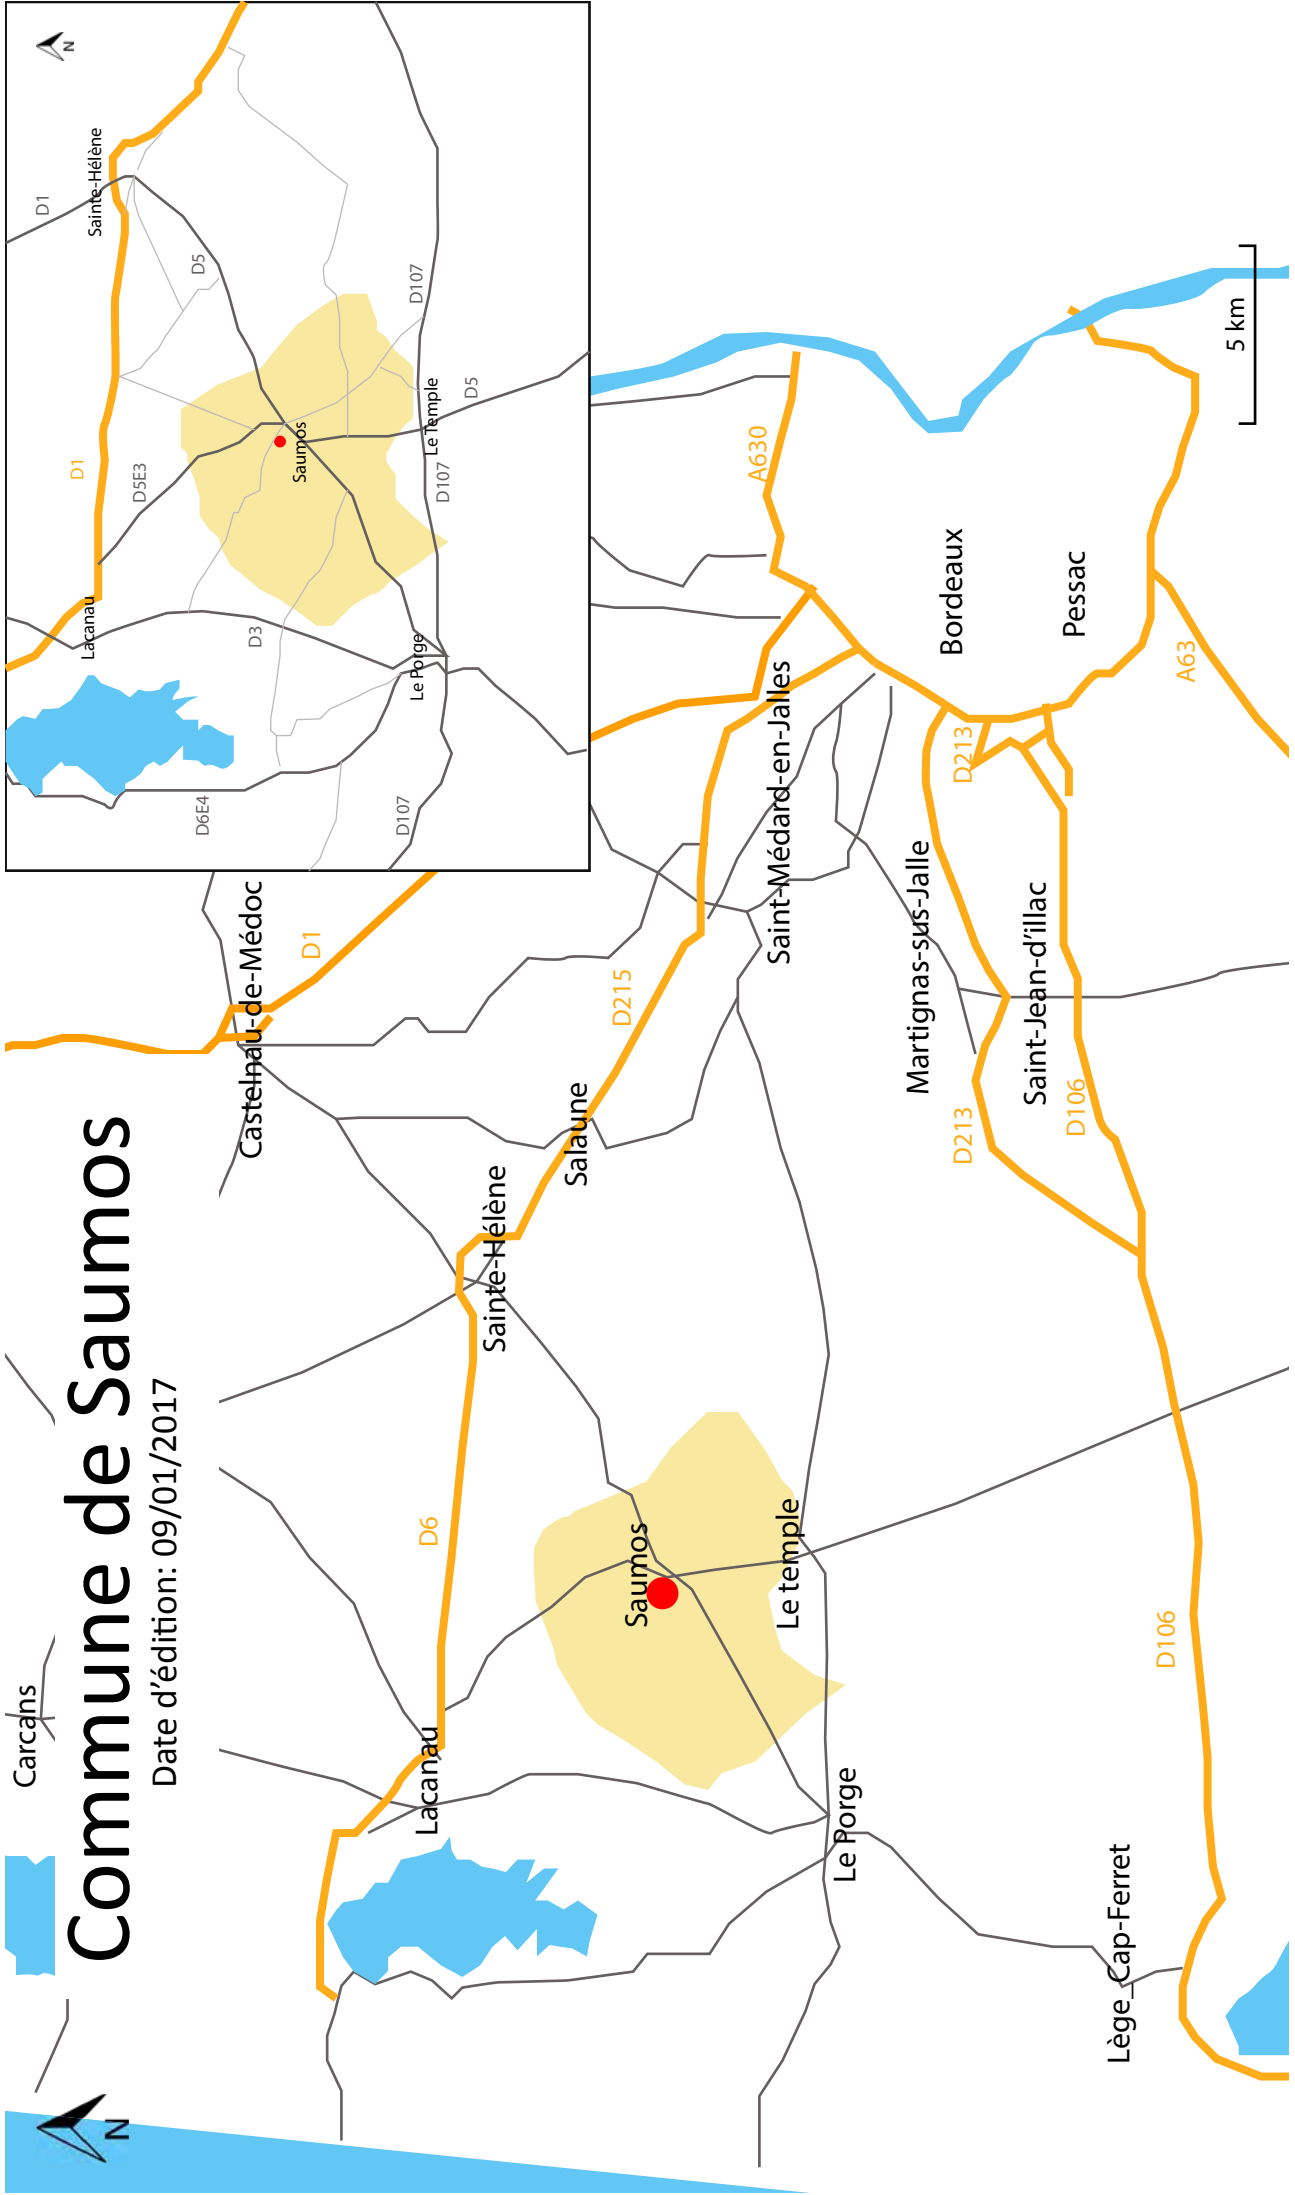 Commune de Saumos
Date d'édition: 09/01/2017
N
Carcans
Castelnau-de-Médoc
D1
D215
Salaune
Sainte-Hélène
D6
Lacanau
Saumos
Le temple
Le Porge
Lège_Cap-Ferret
D106
D106
D213
Saint-Jean-d'illac
Martignas-sus-Jalle
Saint-Médard-en-Jalles
D213
A630
Bordeaux
Pessac
A63
5 km
N
D1
Sainte-Hélène
D5
D107
D1
D5E3
Saumos
Le Temple
D5
D107
Lacanau
D3
Le Porge
D6E4
D107